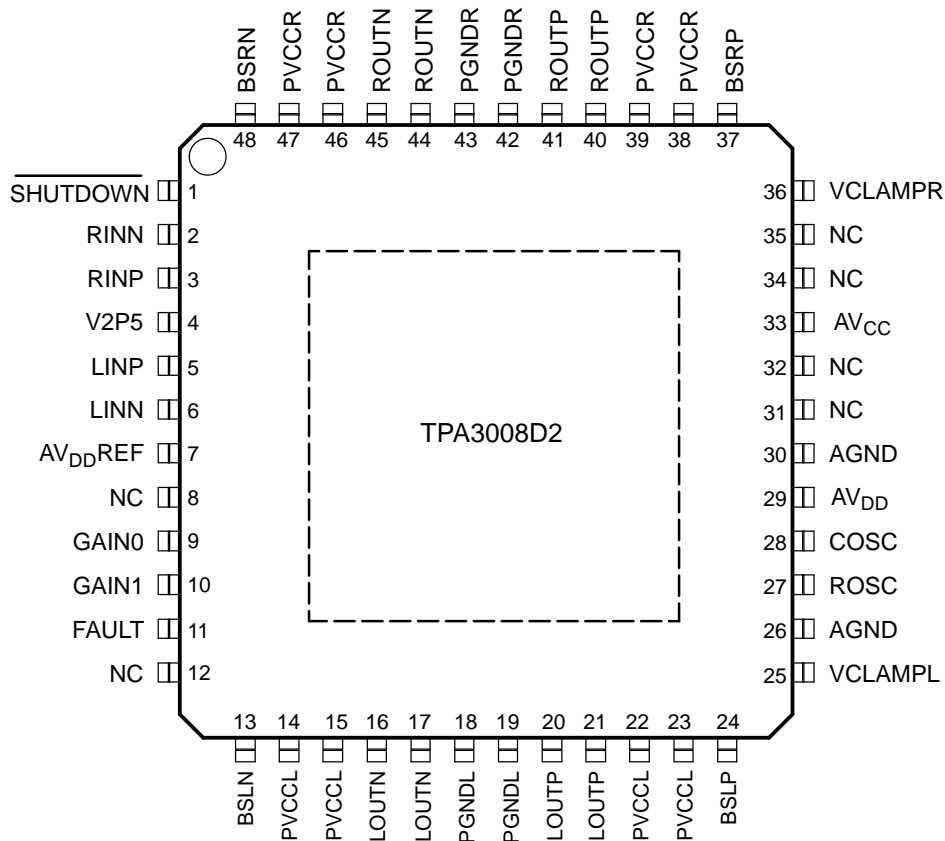 BSRN PVCCR PVCCR ROUTN ROUTN PGNDR PGNDR ROUTP ROUTP PVCCR PVCCR BSRP
48 47 46 45 44 43 42 41 40 39 38 37
SHUTDOWN 1 36 VCLAMPR
RINN 2 35 NC
RINP 3 34 NC
V2P5 4 33 AVCC
LINP 5 32 NC
LINN 6 31 NC
AVDDREF 7 30 AGND
TPA3008D2
NC 8 29 AVDD
GAIN0 9 28 COSC
GAIN1 10 27 ROSC
FAULT 11 26 AGND
NC 12 25 VCLAMPL
13 14 15 16 17 18 19 20 21 22 23 24
BSLN PVCCL PVCCL LOUTN LOUTN PGNDL PGNDL LOUTP LOUTP PVCCL PVCCL BSLP